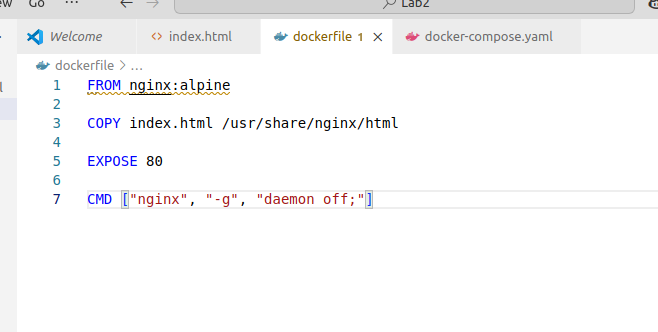 ew Go ... Lab2
Welcome index.html dockerfile 1 docker-compose.yaml
dockerfile > ...
1 FROM nginx:alpine
2
3 COPY index.html /usr/share/nginx/html
4
5 EXPOSE 80
6
7 CMD ["nginx", "-g", "daemon off;"]